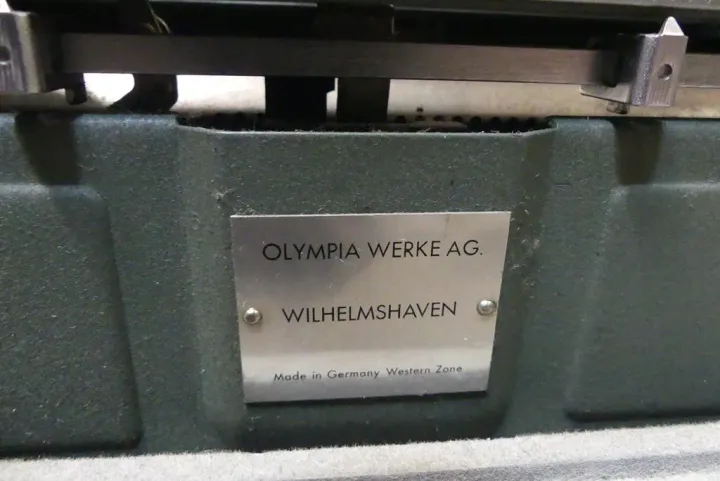 OLYMPIA WERKE AG.
WILHELMSHAVEN
Made in Germany Western Zone